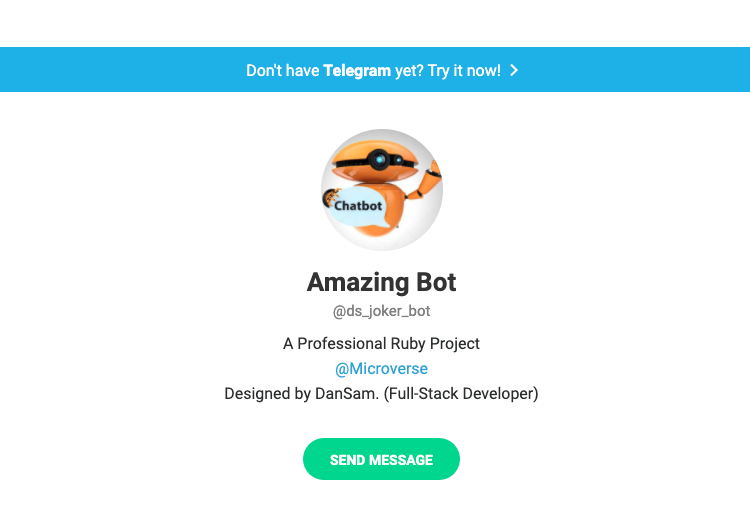 Don't have Telegram yet? Try it now!
Chatbot
Amazing Bot
@ds_joker_bot
A Professional Ruby Project
@Microverse
Designed by DanSam. (Full-Stack Developer)
SEND MESSAGE